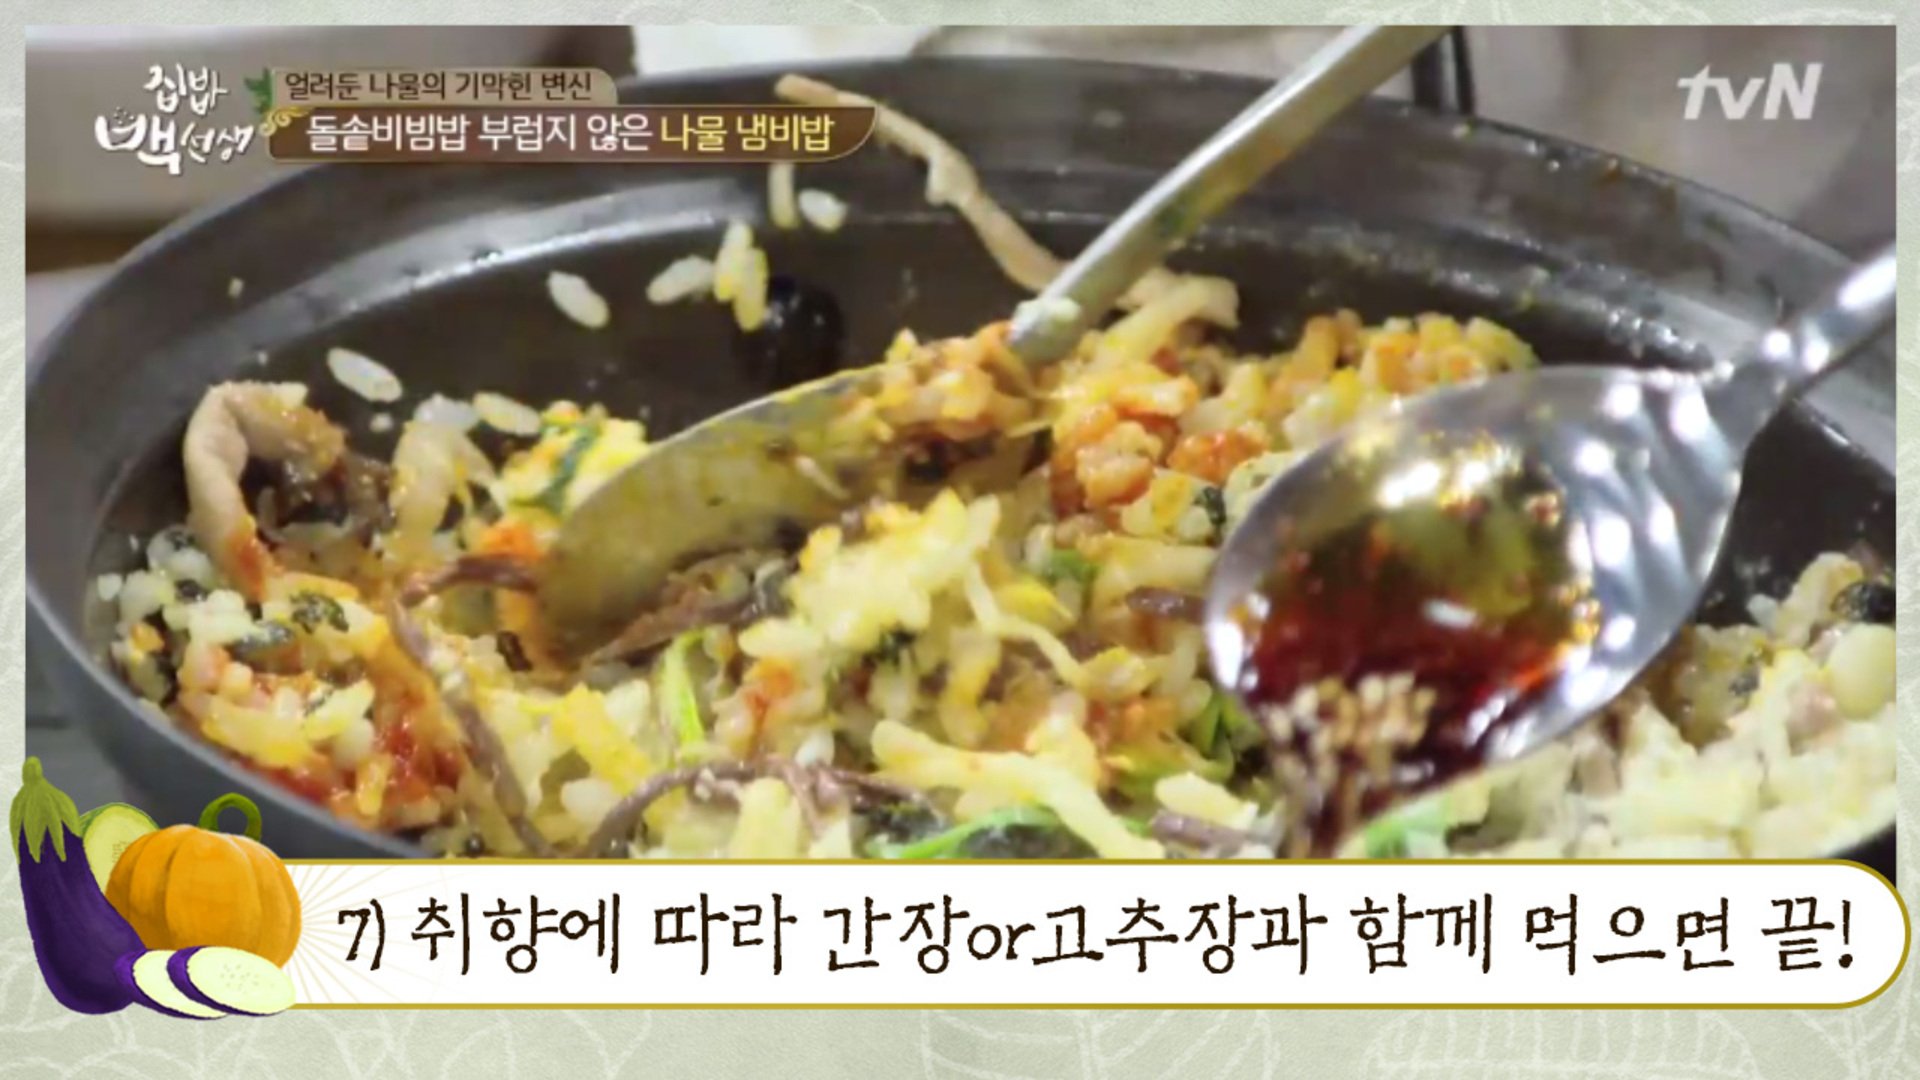 집밥
백선생
얼려둔 나물의 기막힌 변신
돌솥비빔밥 부럽지 않은 나물 냄비밥
tvN
7) 취향에 따라 간장or고추장과 함께 먹으면 끝!